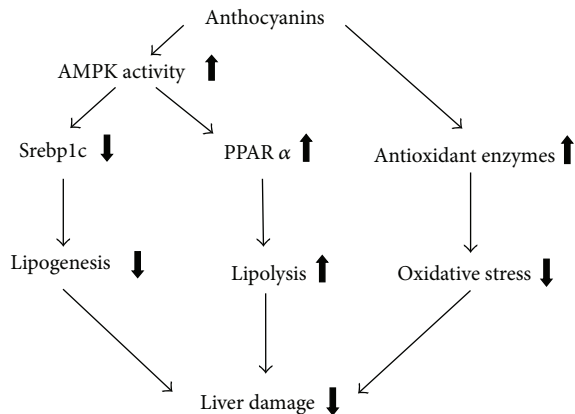 Anthocyanins
AMPK activity
Srebp1c
PPAR α
Antioxidant enzymes
Lipogenesis
Lipolysis
Oxidative stress
Liver damage